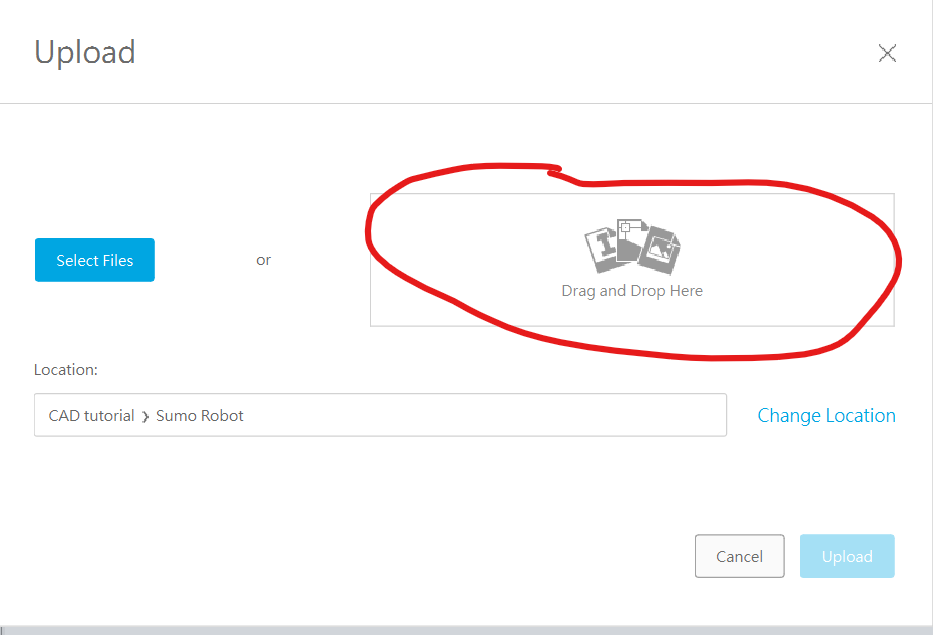 Upload
Select Files
or
Drag and Drop Here
Location:
CAD tutorial ❯ Sumo Robot
Change Location
Cancel
Upload